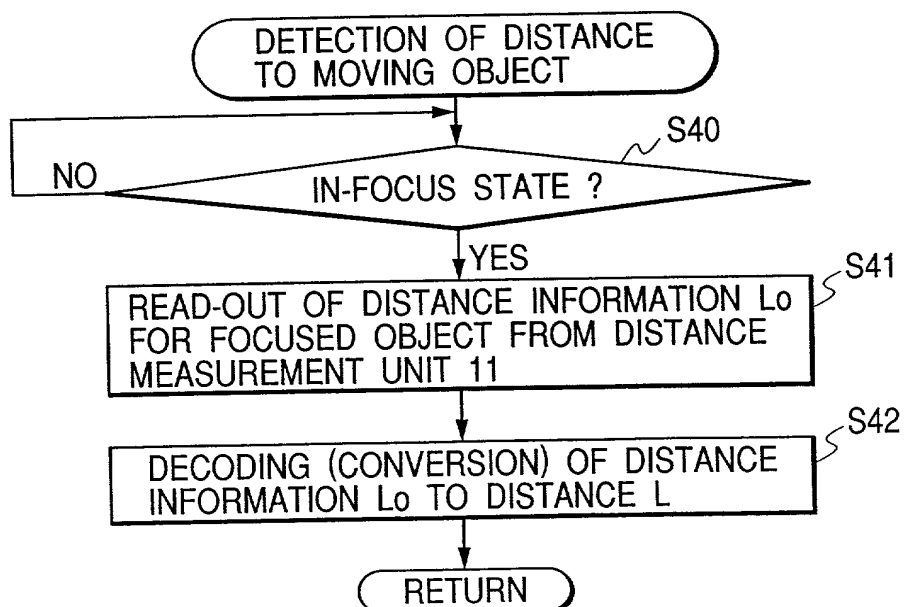 DETECTION OF DISTANCE
TO MOVING OBJECT
S40
NO
IN-FOCUS STATE ?
YES
S41
READ-OUT OF DISTANCE INFORMATION Lo
FOR FOCUSED OBJECT FROM DISTANCE
MEASUREMENT UNIT 11
S42
DECODING (CONVERSION) OF DISTANCE
INFORMATION Lo TO DISTANCE L
RETURN